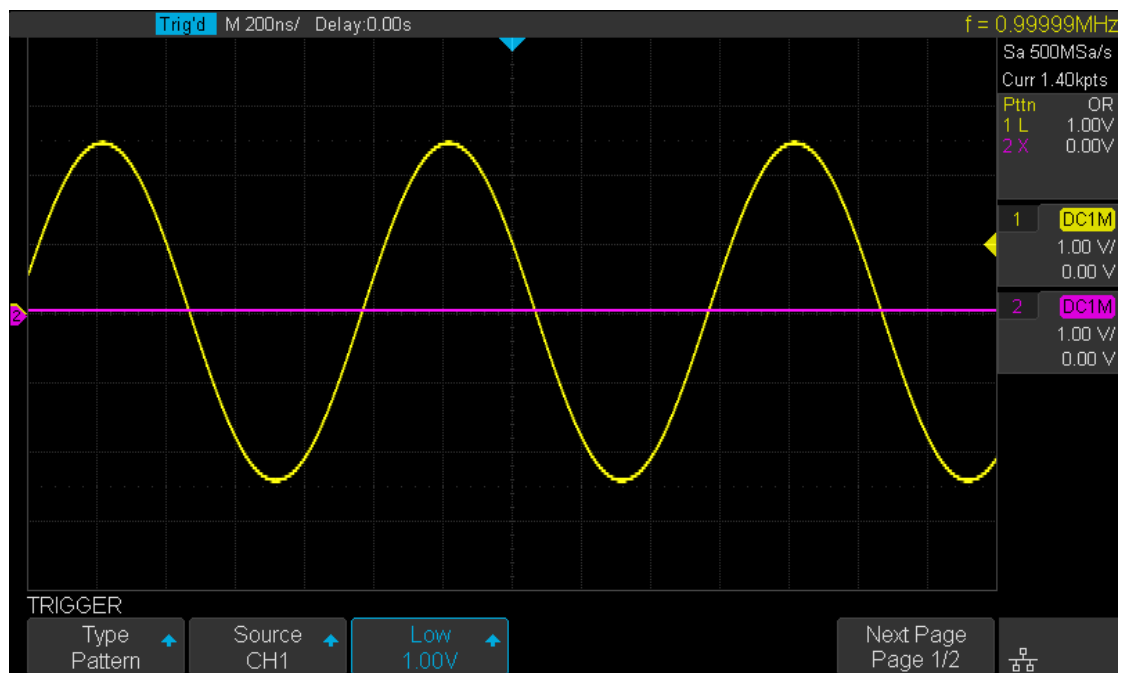 Trig'd M 200ns/ Delay:0.00s f = 0.99999MHz
Sa 500MSa/s
Curr 1.40kpts
Pttn OR
1 L 1.00V
2 X 0.00V
1 DC1M
1.00 V/
0.00 V
2 DC1M
1.00 V/
0.00 V
2
TRIGGER
Type Source Low Next Page
Pattern CH1 1.00V Page 1/2